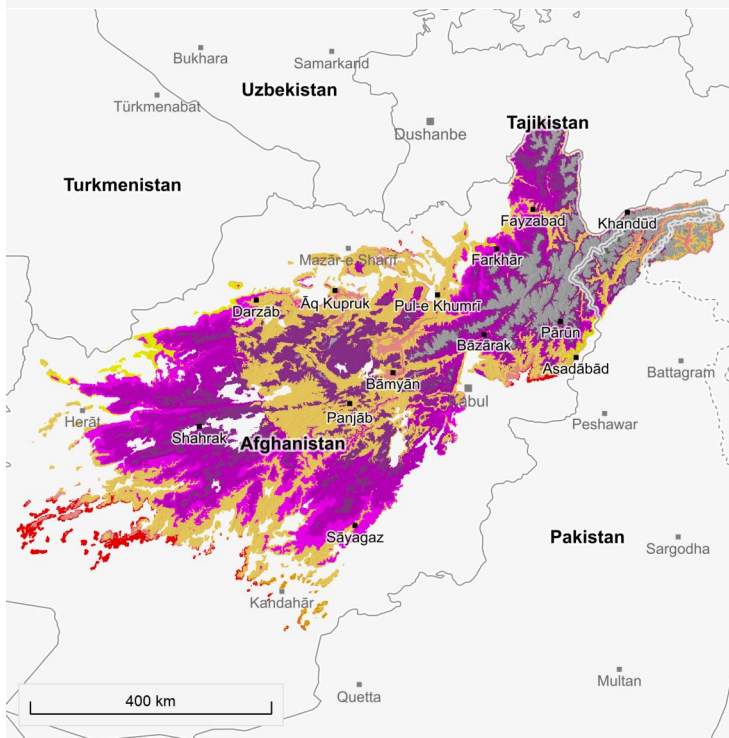 Bukhara
Samarkand
Uzbekistan
Türkmenabat
Dushanbe
Tajikistan
Turkmenistan
Fayzabad
Khandūd
Mazār-e Sharīf
Farkhār
Darzāb
Āq Kupruk
Pul-e Khumrī
Bāzārak
Pārūn
Asadābād
Battagram
Bāmyān
Kabul
Herāt
Panjāb
Peshawar
Shahrak
Afghanistan
Sāyagaz
Pakistan
Sargodha
Kandahār
Multan
Quetta
400 km